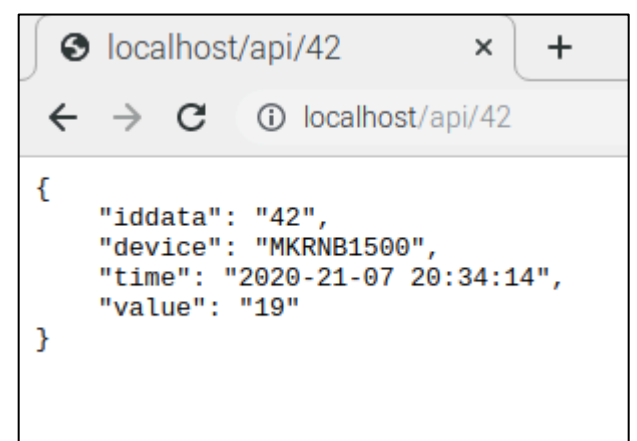 localhost/api/42
localhost/api/42
{
    "iddata": "42",
    "device": "MKRNB1500",
    "time": "2020-21-07 20:34:14",
    "value": "19"
}